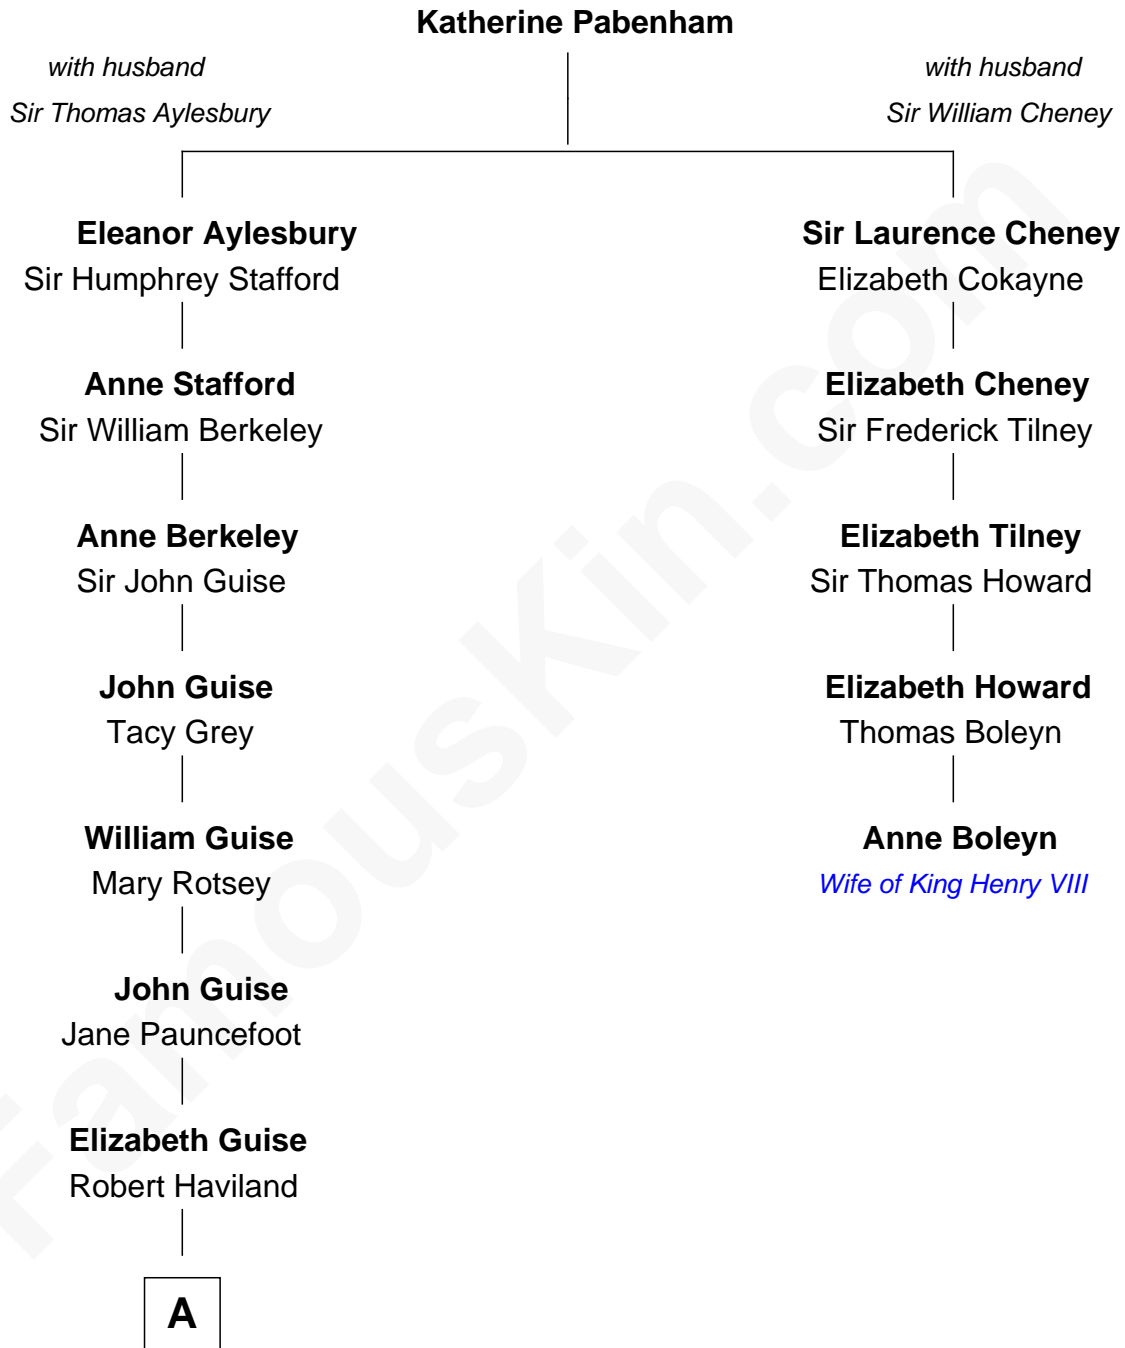 Katherine Pabenham
with husband
Sir Thomas Aylesbury
with husband
Sir William Cheney
Eleanor Aylesbury
Sir Humphrey Stafford
Anne Stafford
Sir William Berkeley
Anne Berkeley
Sir John Guise
John Guise
Tacy Grey
William Guise
Mary Rotsey
John Guise
Jane Pauncefoot
Elizabeth Guise
Robert Haviland
A
Sir Laurence Cheney
Elizabeth Cokayne
Elizabeth Cheney
Sir Frederick Tilney
Elizabeth Tilney
Sir Thomas Howard
Elizabeth Howard
Thomas Boleyn
Anne Boleyn
Wife of King Henry VIII
FamousKin.com